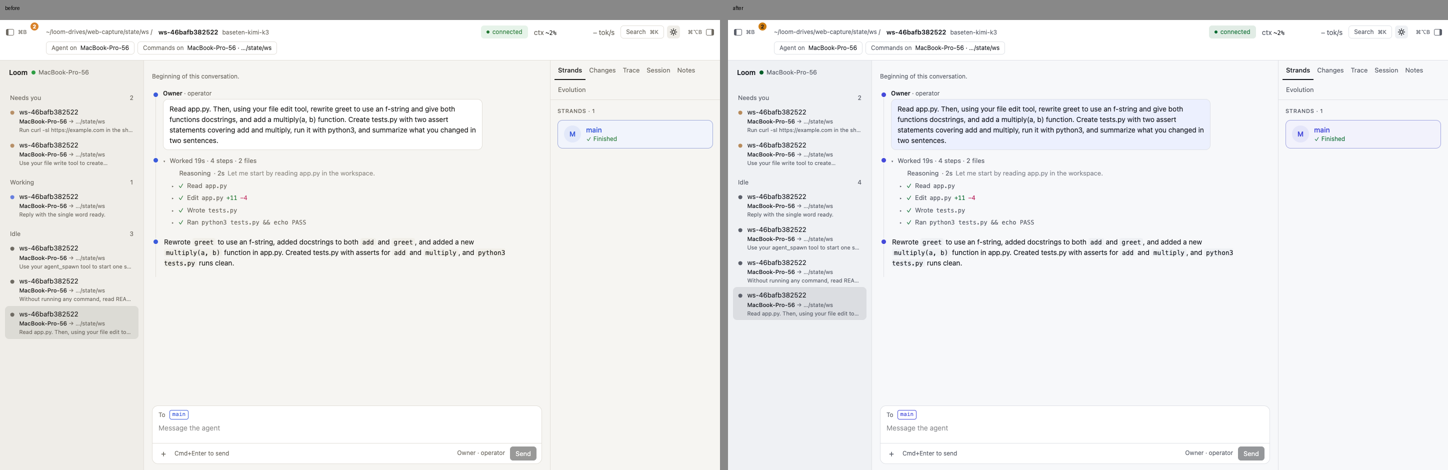 before
⌘B
2
~/loom-drives/web-capture/state/ws / ws-46bafb382522 baseten-kimi-k3
connected
ctx ~2%
– tok/s
Search ⌘K
⌘⌥B
Agent on MacBook-Pro-56
Commands on MacBook-Pro-56 · .../state/ws
Loom MacBook-Pro-56
Needs you 2
ws-46bafb382522
MacBook-Pro-56 → .../state/ws
Run curl -sI https://example.com in the sh...
ws-46bafb382522
MacBook-Pro-56 → .../state/ws
Use your file write tool to create...
Working 1
ws-46bafb382522
MacBook-Pro-56 → .../state/ws
Reply with the single word ready.
Idle 3
ws-46bafb382522
MacBook-Pro-56 → .../state/ws
Use your agent_spawn tool to start one s...
ws-46bafb382522
MacBook-Pro-56 → .../state/ws
Without running any command, read REA...
ws-46bafb382522
MacBook-Pro-56 → .../state/ws
Read app.py. Then, using your file edit to...
Beginning of this conversation.
Owner · operator
Read app.py. Then, using your file edit tool, rewrite greet to use an f-string and give both
functions docstrings, and add a multiply(a, b) function. Create tests.py with two assert
statements covering add and multiply, run it with python3, and summarize what you changed in
two sentences.
Worked 19s · 4 steps · 2 files
Reasoning · 2s Let me start by reading app.py in the workspace.
✓ Read app.py
✓ Edit app.py +11 −4
✓ Wrote tests.py
✓ Ran python3 tests.py && echo PASS
Rewrote greet to use an f-string, added docstrings to both add and greet, and added a new
multiply(a, b) function in app.py. Created tests.py with asserts for add and multiply, and python3
tests.py runs clean.
To main
Message the agent
+ Cmd+Enter to send
Owner · operator Send
Strands Changes Trace Session Notes
Evolution
STRANDS · 1
M
main
✓ Finished
after
⌘B
~/loom-drives/web-capture/state/ws / ws-46bafb382522 baseten-kimi-k3
connected
ctx ~2%
– tok/s
Search ⌘K
⌘⌥B
Agent on MacBook-Pro-56
Commands on MacBook-Pro-56 · .../state/ws
Loom MacBook-Pro-56
Needs you 2
ws-46bafb382522
MacBook-Pro-56 → .../state/ws
Run curl -sI https://example.com in the sh...
ws-46bafb382522
MacBook-Pro-56 → .../state/ws
Use your file write tool to create...
Idle 4
ws-46bafb382522
MacBook-Pro-56 → .../state/ws
Reply with the single word ready.
ws-46bafb382522
MacBook-Pro-56 → .../state/ws
Use your agent_spawn tool to start one s...
ws-46bafb382522
MacBook-Pro-56 → .../state/ws
Without running any command, read REA...
ws-46bafb382522
MacBook-Pro-56 → .../state/ws
Read app.py. Then, using your file edit to...
Beginning of this conversation.
Owner · operator
Read app.py. Then, using your file edit tool, rewrite greet to use an f-string and give both
functions docstrings, and add a multiply(a, b) function. Create tests.py with two assert
statements covering add and multiply, run it with python3, and summarize what you changed in
two sentences.
Worked 19s · 4 steps · 2 files
Reasoning · 2s Let me start by reading app.py in the workspace.
✓ Read app.py
✓ Edit app.py +11 −4
✓ Wrote tests.py
✓ Ran python3 tests.py && echo PASS
Rewrote greet to use an f-string, added docstrings to both add and greet, and added a new
multiply(a, b) function in app.py. Created tests.py with asserts for add and multiply, and python3
tests.py runs clean.
To main
Message the agent
+ Cmd+Enter to send
Owner · operator Send
Strands Changes Trace Session Notes
Evolution
STRANDS · 1
M
main
✓ Finished